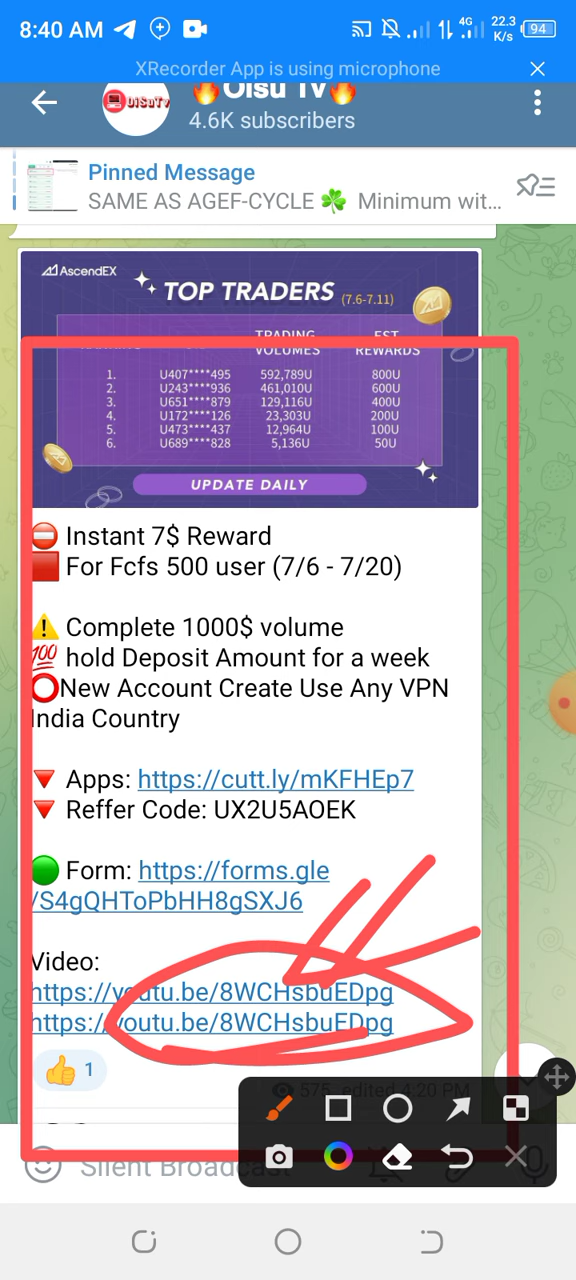 8:40 AM
4G
22.3
K/s
94
XRecorder App is using microphone
🔥Oisu Tv🔥
OiSuTv
4.6K subscribers
Pinned Message
SAME AS AGEF-CYCLE ☘️ Minimum wit...
AscendEX
TOP TRADERS (7.6-7.11)
TRADING VOLUMES
EST REWARDS
1. U407****495 592,789U 800U
2. U243****936 461,010U 600U
3. U651****879 129,116U 400U
4. U172****126 23,303U 200U
5. U473****437 12,964U 100U
6. U689****828 5,136U 50U
UPDATE DAILY
⛔ Instant 7$ Reward
🟥 For Fcfs 500 user (7/6 - 7/20)
⚠️ Complete 1000$ volume
💯 hold Deposit Amount for a week
⭕New Account Create Use Any VPN
India Country
🔻 Apps: https://cutt.ly/mKFHEp7
🔻 Reffer Code: UX2U5AOEK
🟢 Form: https://forms.gle
/S4gQHToPbHH8gSXJ6
Video:
https://youtu.be/8WCHsbuEDpg
https://youtu.be/8WCHsbuEDpg
👍 1
575 edited 4:20 PM
Silent Broadcast